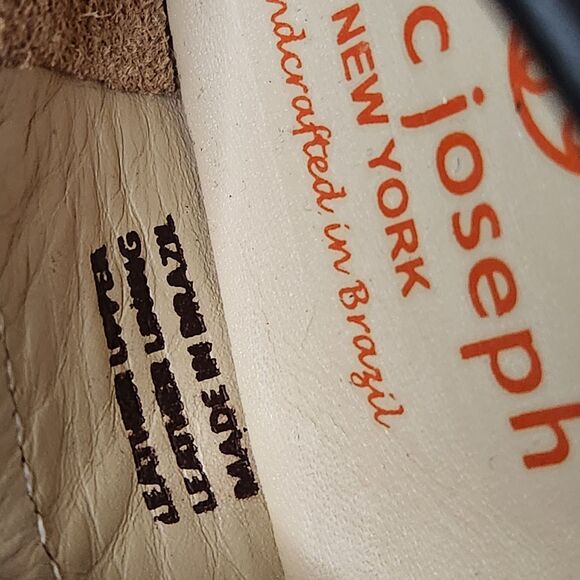 c joseph
NEW YORK
ndcrafted in Brazil
LEATHER UPPER
LEATHER LINING
MADE IN BRAZIL